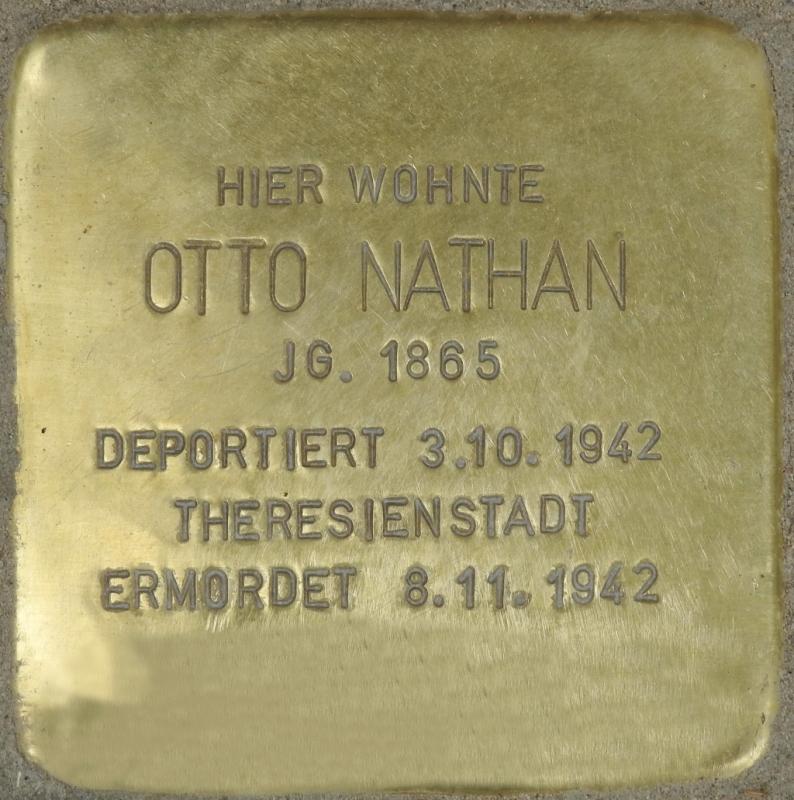 HIER WOHNTE
OTTO NATHAN
JG. 1865
DEPORTIERT 3.10.1942
THERESIENSTADT
ERMORDET 8.11.1942